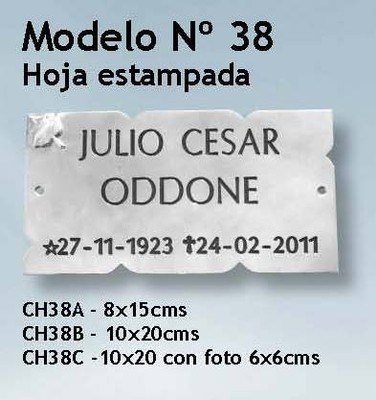 Modelo Nº 38
Hoja estampada
JULIO CESAR
ODDONE
★27-11-1923 ✝24-02-2011
CH38A - 8x15cms
CH38B - 10x20cms
CH38C -10x20 con foto 6x6cms